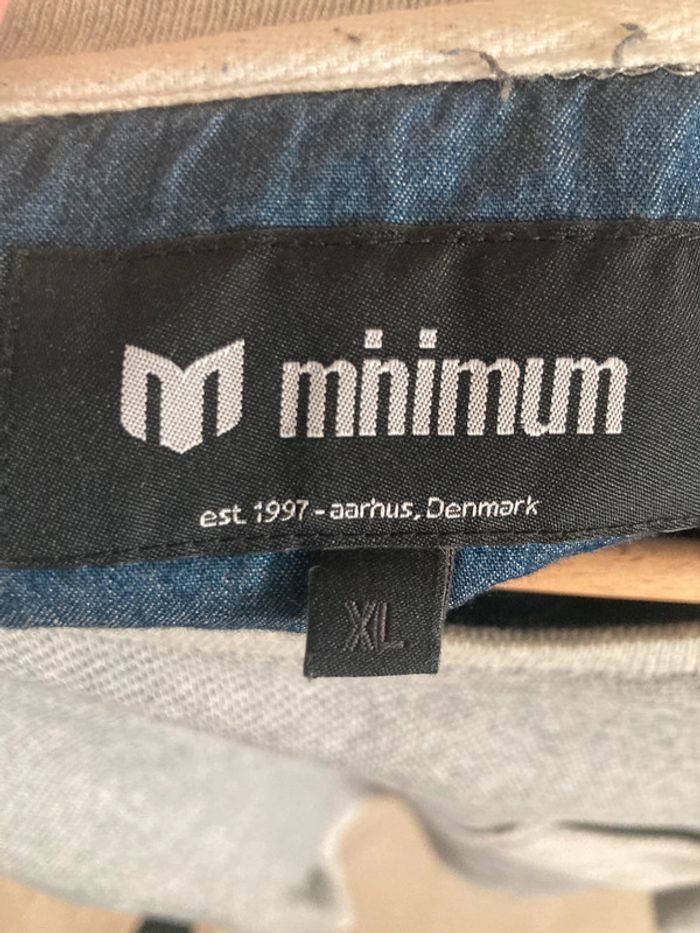 minimum
est. 1997 - aarhus, Denmark
XL